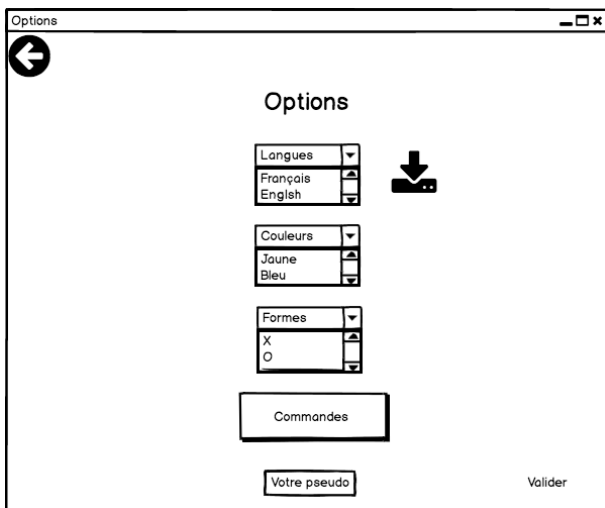 Options
Options
Langues
Français
Englsh
Couleurs
Jaune
Bleu
Formes
X
O
Commandes
Votre pseudo
Valider